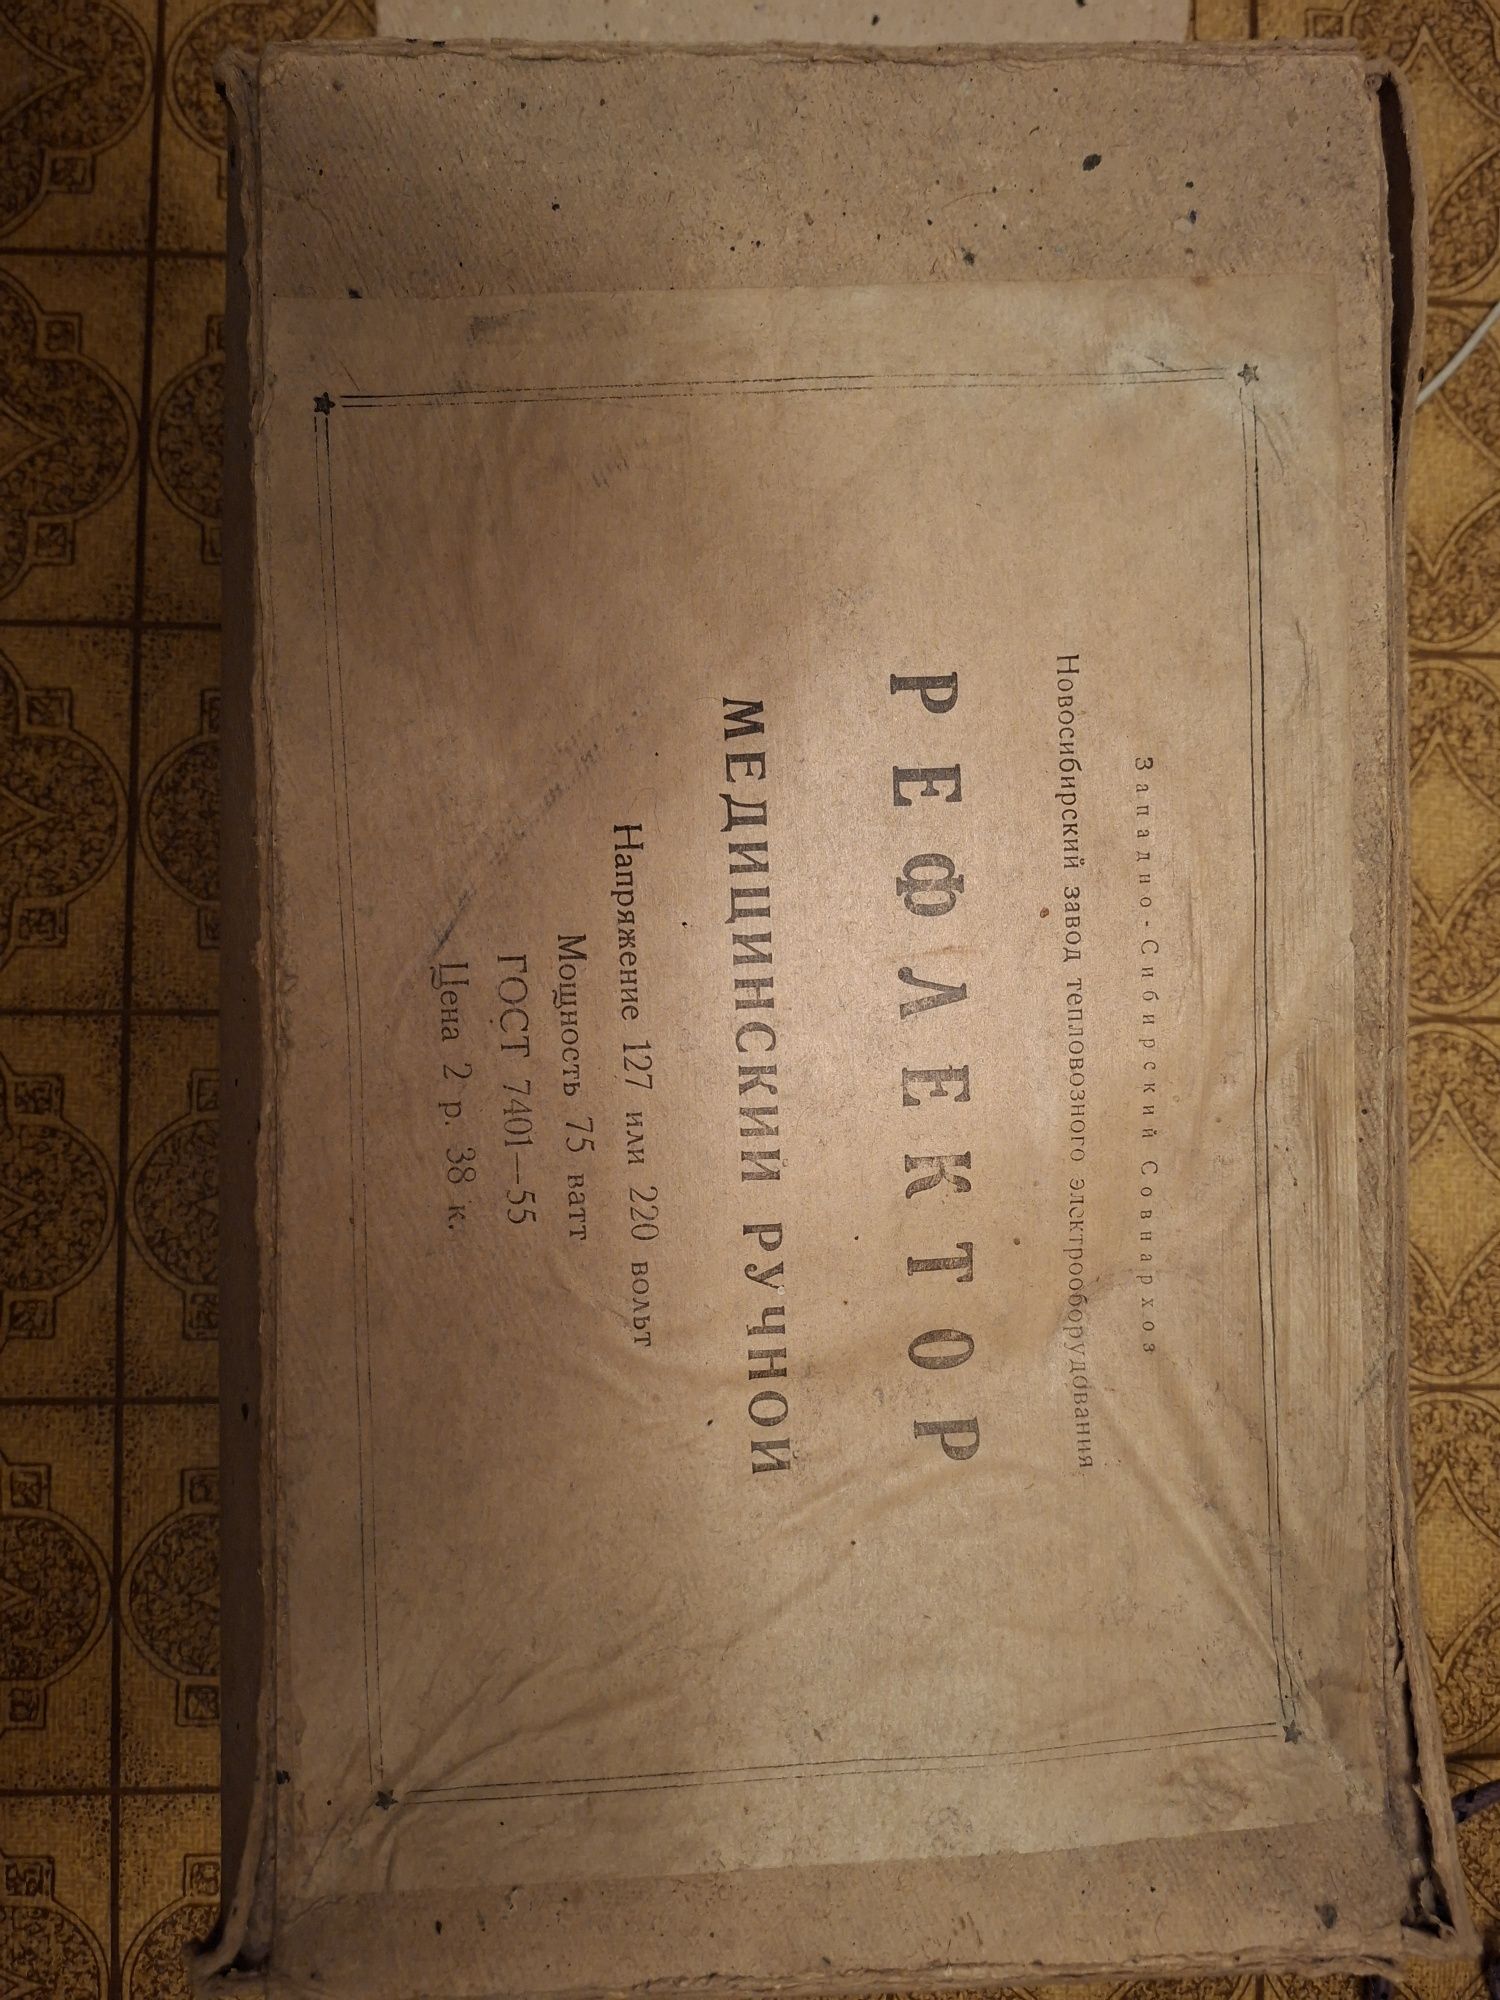 Западно-Сибирский Совнархоз
Новосибирский завод тепловозного электрооборудования
РЕФЛЕКТОР
МЕДИЦИНСКИЙ РУЧНОЙ
Напряжение 127 или 220 вольт
Мощность 75 ватт
ГОСТ 7401—55
Цена 2 р. 38 к.